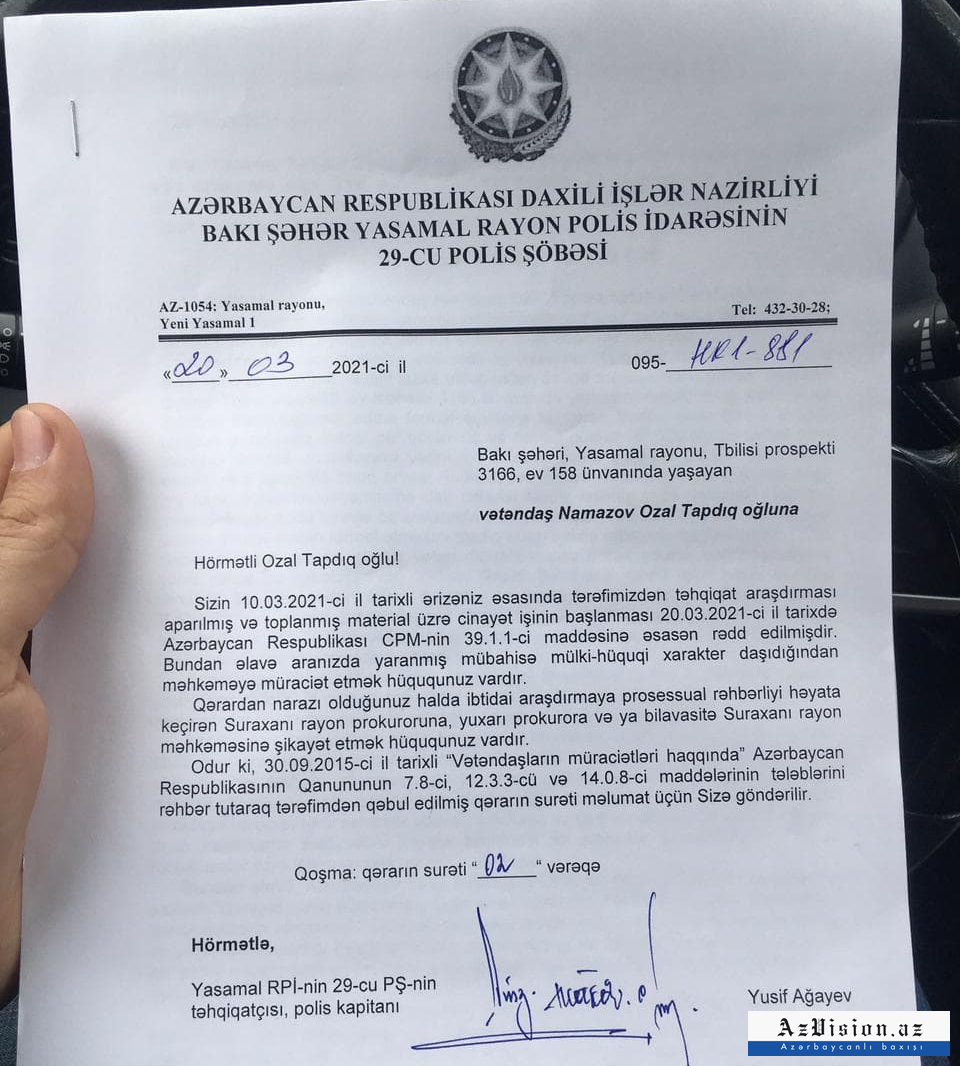 AZƏRBAYCAN RESPUBLİKASI DAXİLİ İŞLƏR NAZİRLİYİ
BAKI ŞƏHƏR YASAMAL RAYON POLİS İDARƏSİNİN
29-CU POLİS ŞÖBƏSİ
AZ-1054: Yasamal rayonu,
Yeni Yasamal 1
Tel: 432-30-28;
«20» 03 2021-ci il
095- HR1-881
Bakı şəhəri, Yasamal rayonu, Tbilisi prospekti
3166, ev 158 ünvanında yaşayan
vətəndaş Namazov Ozal Tapdıq oğluna
Hörmətli Ozal Tapdıq oğlu!
Sizin 10.03.2021-ci il tarixli ərizəniz əsasında tərəfimizdən təhqiqat araşdırması
aparılmış və toplanmış material üzrə cinayət işinin başlanması 20.03.2021-ci il tarixdə
Azərbaycan Respublikası CPM-nin 39.1.1-ci maddəsinə əsasən rədd edilmişdir.
Bundan əlavə aranızda yaranmış mübahisə mülki-hüquqi xarakter daşıdığından
məhkəməyə müraciət etmək hüququnuz vardır.
Qərardan narazı olduğunuz halda ibtidai araşdırmaya prosessual rəhbərliyi həyata
keçirən Suraxanı rayon prokuroruna, yuxarı prokurora və ya bilavasitə Suraxanı rayon
məhkəməsinə şikayət etmək hüququnuz vardır.
Odur ki, 30.09.2015-ci il tarixli “Vətəndaşların müraciətləri haqqında” Azərbaycan
Respublikasının Qanununun 7.8-ci, 12.3.3-cü və 14.0.8-ci maddələrinin tələblərini
rəhbər tutaraq tərəfimdən qəbul edilmiş qərarın surəti məlumat üçün Sizə göndərilir.
Qoşma: qərarın surəti “02“ vərəqə
Hörmətlə,
Yasamal RPİ-nin 29-cu PŞ-nin
təhqiqatçısı, polis kapitanı
Yusif Ağayev
AzVision.az
Azərbaycanlı baxışı